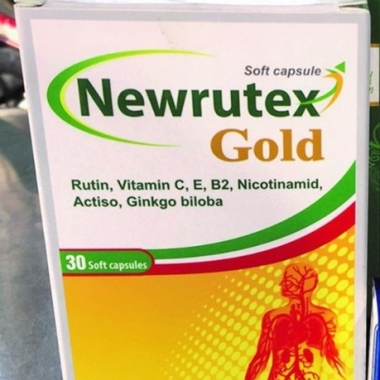 Soft capsule
Newrutex
Gold
Rutin, Vitamin C, E, B2, Nicotinamid,
Actiso, Ginkgo biloba
30 Soft capsules